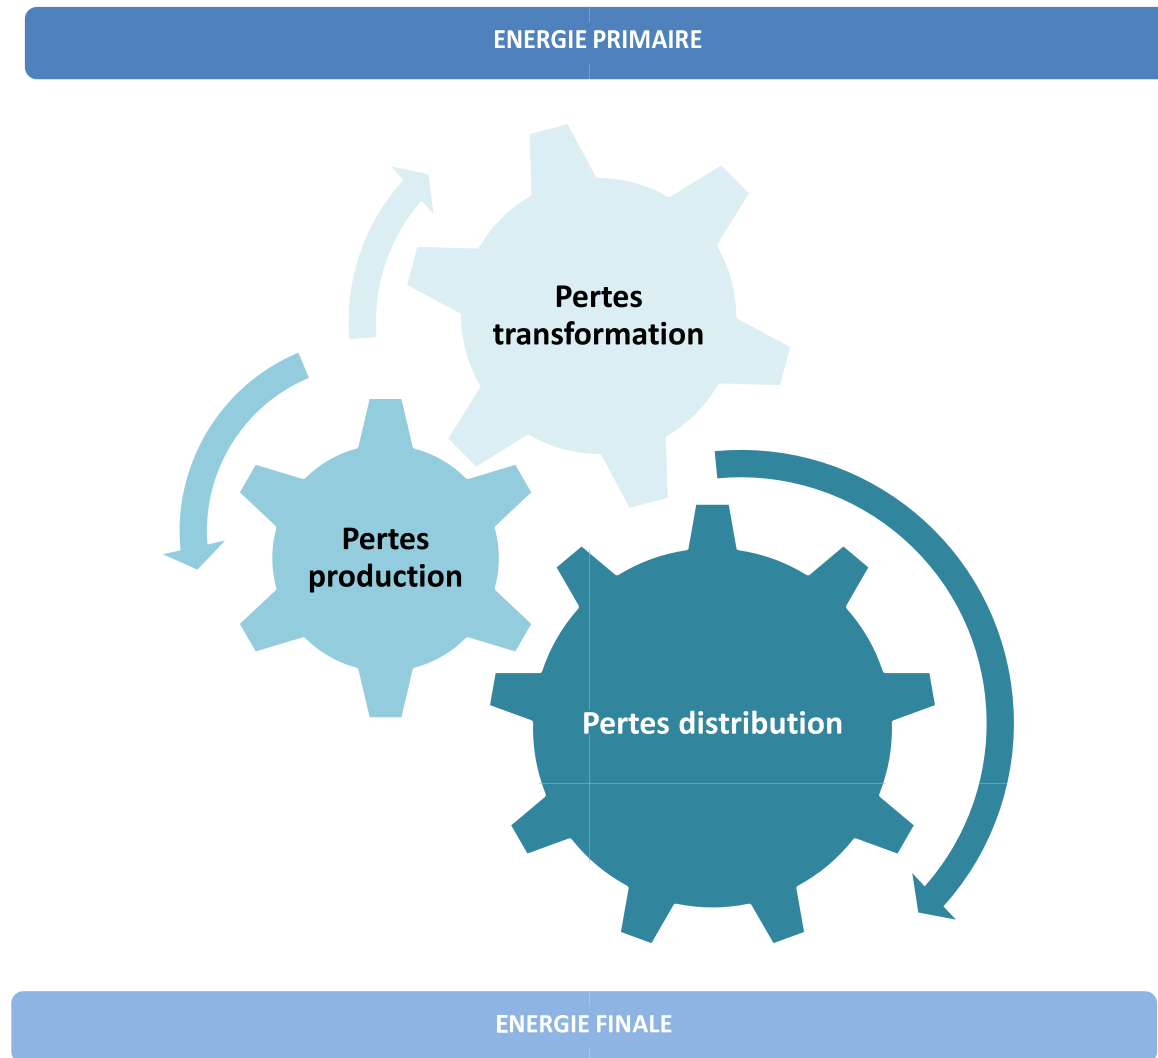 ENERGIE PRIMAIRE
Pertes
transformation
Pertes
production
Pertes distribution
ENERGIE FINALE